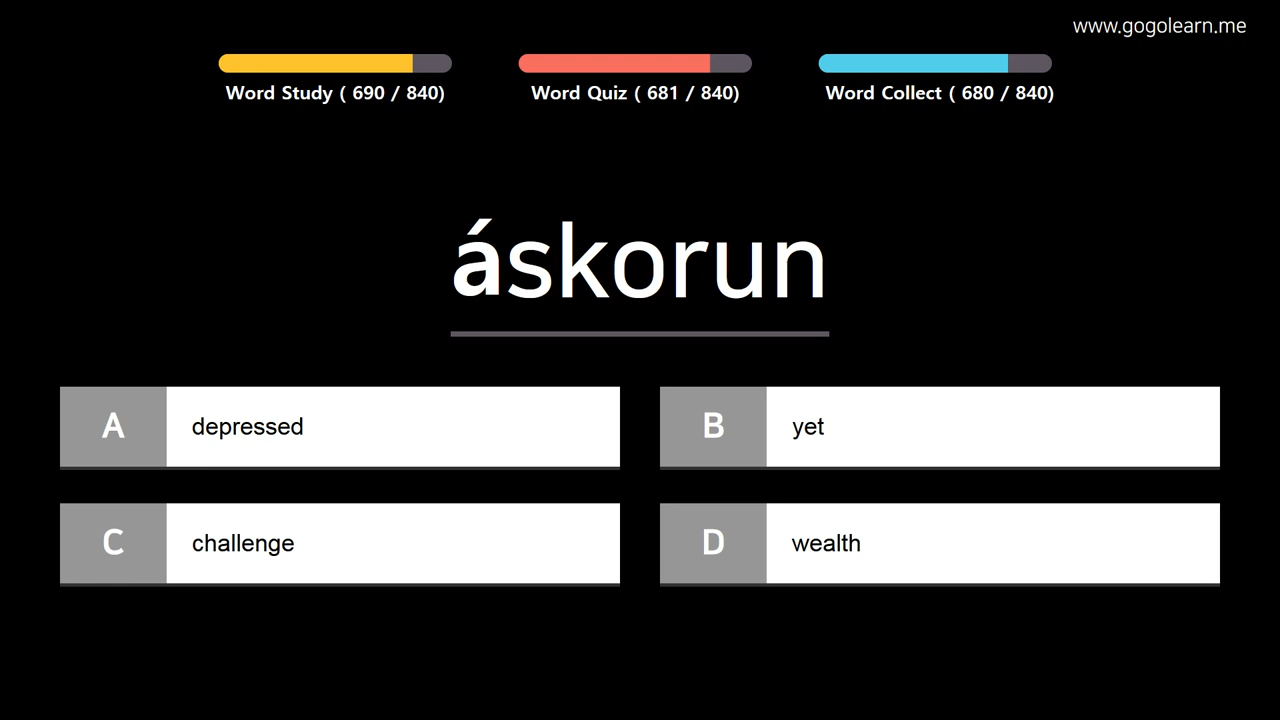 www.gogolearn.me
Word Study ( 690 / 840)
Word Quiz ( 681 / 840)
Word Collect ( 680 / 840)
áskorun
A depressed
B yet
C challenge
D wealth